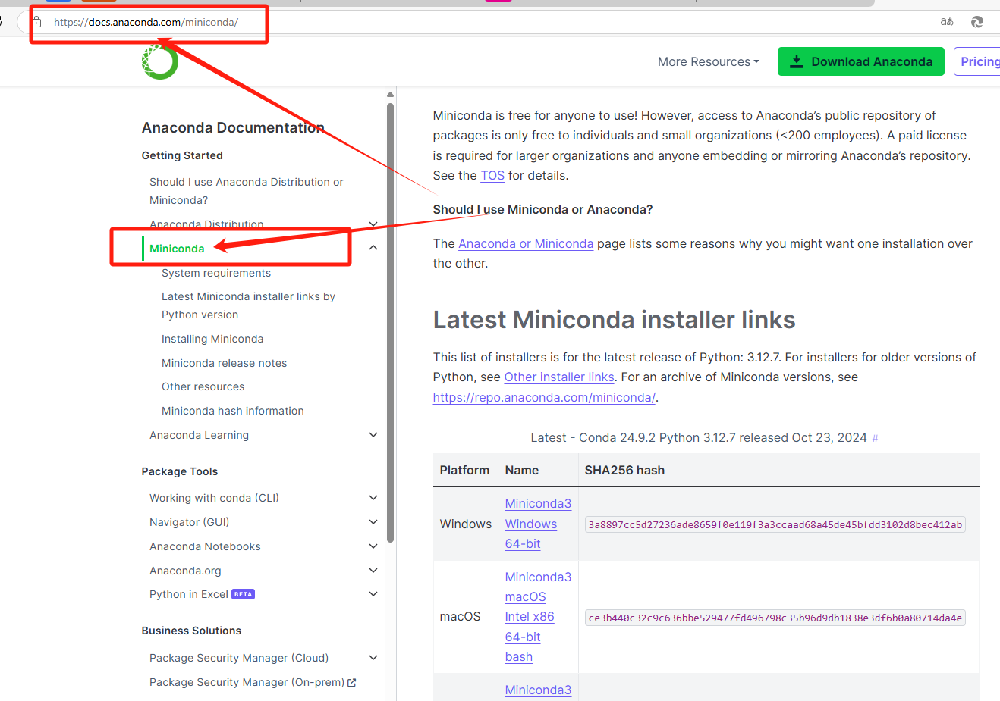 https://docs.anaconda.com/miniconda/
aあ
More Resources
Download Anaconda
Pricing
Anaconda Documentation
Getting Started
Should I use Anaconda Distribution or
Miniconda?
Anaconda Distribution
Miniconda
System requirements
Latest Miniconda installer links by
Python version
Installing Miniconda
Miniconda release notes
Other resources
Miniconda hash information
Anaconda Learning
Package Tools
Working with conda (CLI)
Navigator (GUI)
Anaconda Notebooks
Anaconda.org
Python in Excel BETA
Business Solutions
Package Security Manager (Cloud)
Package Security Manager (On-prem)
Miniconda is free for anyone to use! However, access to Anaconda’s public repository of
packages is only free to individuals and small organizations (<200 employees). A paid license
is required for larger organizations and anyone embedding or mirroring Anaconda’s repository.
See the TOS for details.
Should I use Miniconda or Anaconda?
The Anaconda or Miniconda page lists some reasons why you might want one installation over
the other.
Latest Miniconda installer links
This list of installers is for the latest release of Python: 3.12.7. For installers for older versions of
Python, see Other installer links. For an archive of Miniconda versions, see
https://repo.anaconda.com/miniconda/.
Latest - Conda 24.9.2 Python 3.12.7 released Oct 23, 2024 #
Platform Name SHA256 hash
Windows
Miniconda3
Windows
64-bit
3a8897cc5d27236ade8659f0e119f3a3ccaad68a45de45bfdd3102d8bec412ab
macOS
Miniconda3
macOS
Intel x86
64-bit
bash
ce3b440c32c9c636bbe529477fd496798c35b96d9db1838e3df6b0a80714da4e
Miniconda3